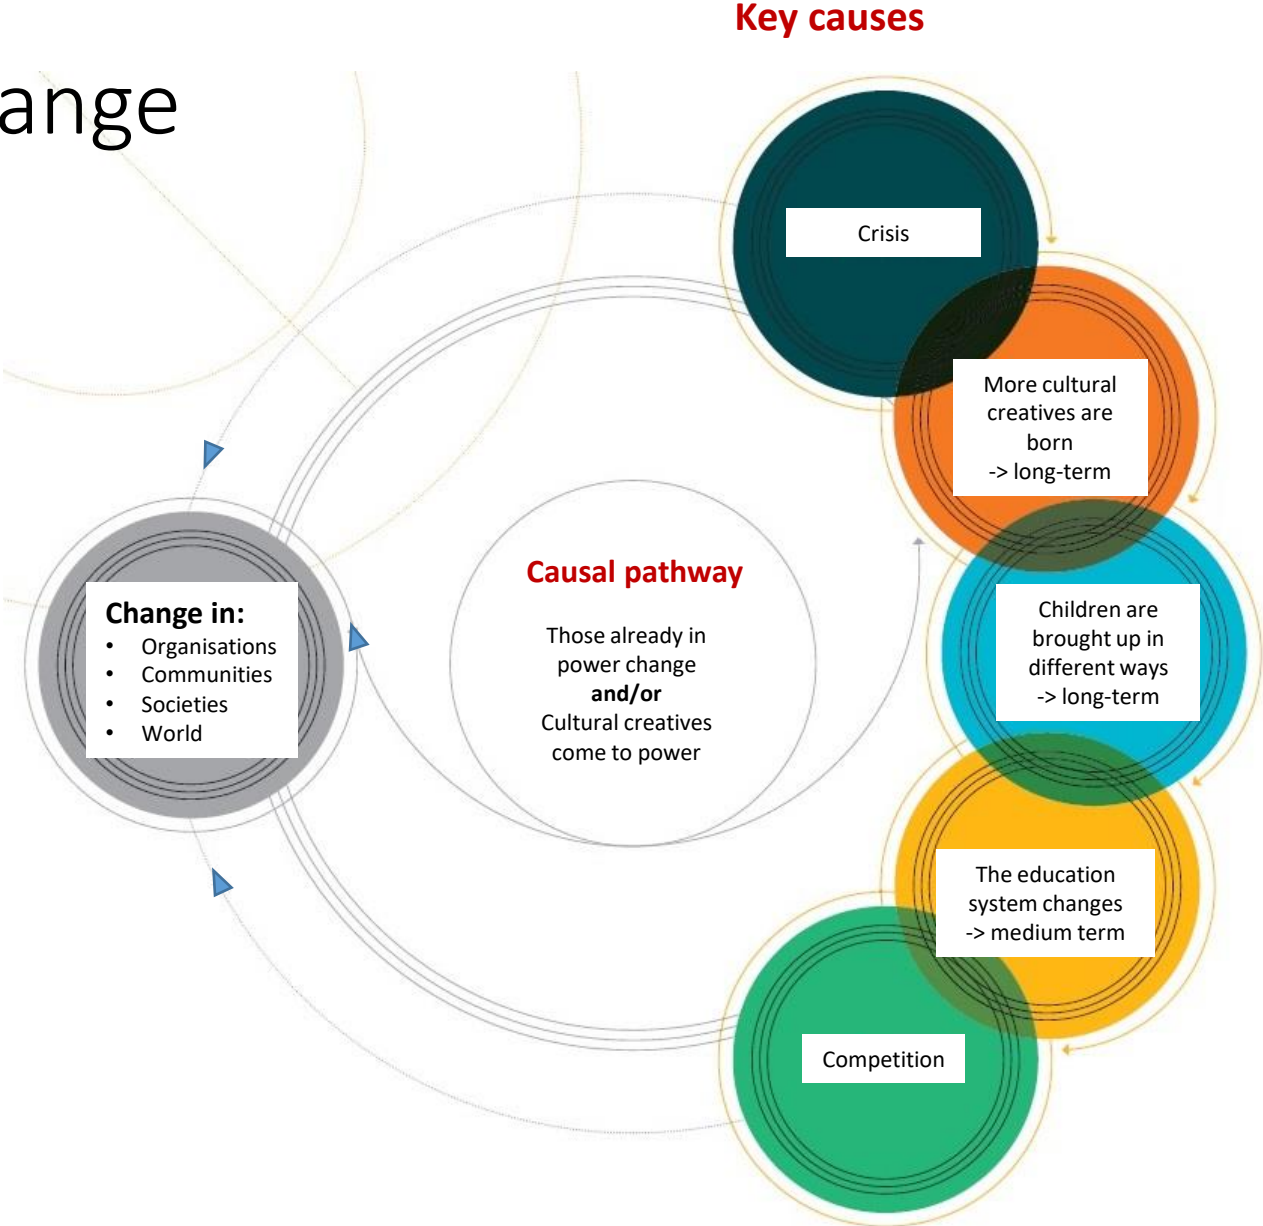 Key causes
ange
Crisis
More cultural
creatives are
born
-> long-term
Causal pathway
Those already in
power change
and/or
Cultural creatives
come to power
Change in:
• Organisations
• Communities
• Societies
• World
Children are
brought up in
different ways
-> long-term
The education
system changes
-> medium term
Competition